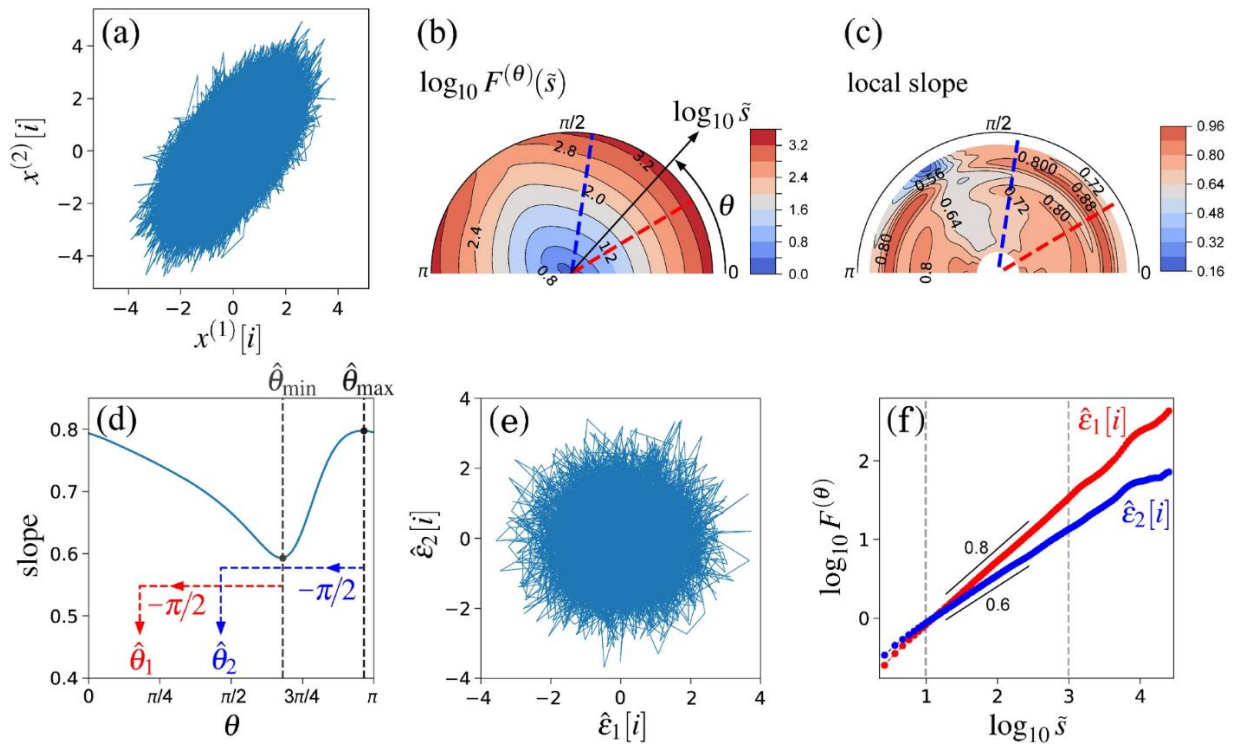 (a)
x^{(2)}[i]
4
2
0
−2
−4
−4 −2 0 2 4
x^{(1)}[i]
(b)
log₁₀ F^{(θ)}(s̃)
log₁₀ s̃
π/2
2.8
3.2
2.0
2.4
1.2
0.8
θ
π
0
3.2
2.4
1.6
0.8
0.0
(c)
local slope
π/2
0.56
0.800
0.72
0.88
0.72
0.80
0.64
0.80
0.8
π
0
0.96
0.80
0.64
0.48
0.32
0.16
(d)
θ̂_min θ̂_max
slope
0.8
0.7
0.6
0.5
0.4
−π/2
−π/2
θ̂₁ θ̂₂
0 π/4 π/2 3π/4 π
θ
(e)
ε̂₂[i]
4
2
0
−2
−4
−4 −2 0 2 4
ε̂₁[i]
(f)
log₁₀ F^{(θ)}
2
1
0
ε̂₁[i]
ε̂₂[i]
0.8
0.6
1 2 3 4
log₁₀ s̃